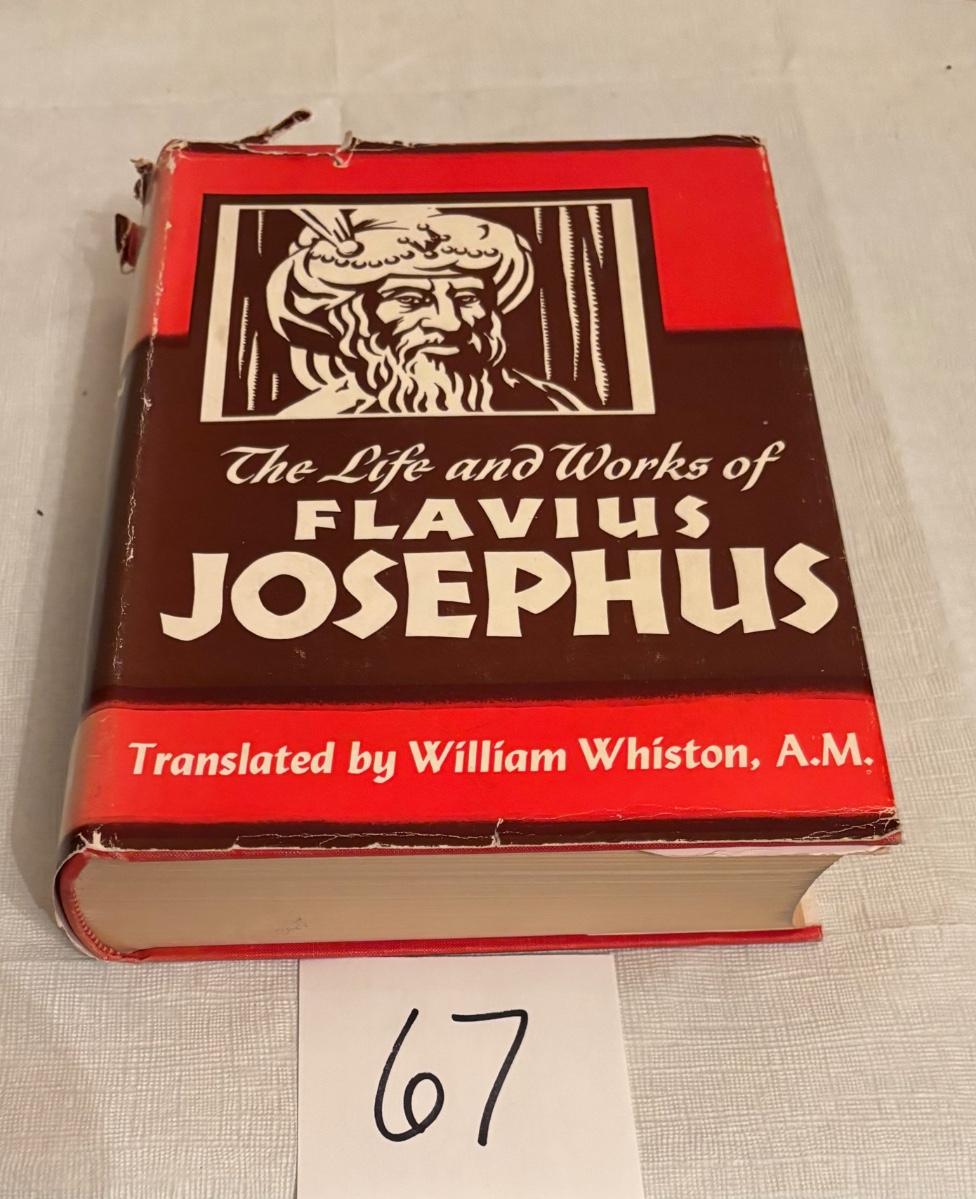 The Life and Works of
FLAVIUS
JOSEPHUS
Translated by William Whiston, A.M.
67